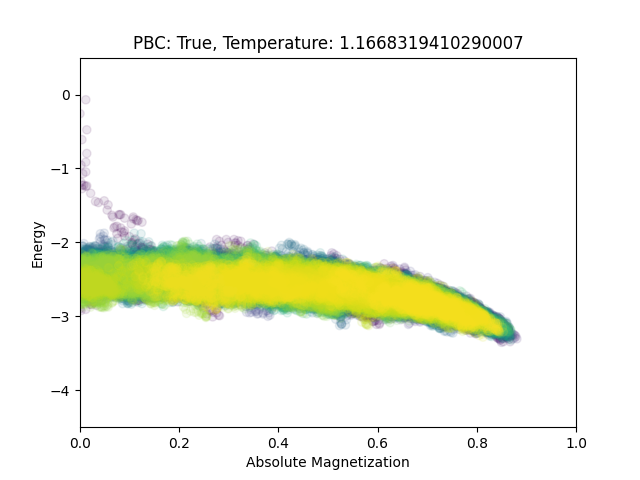 PBC: True, Temperature: 1.1668319410290007
0
−1
−2
−3
−4
Energy
0.0 0.2 0.4 0.6 0.8 1.0
Absolute Magnetization